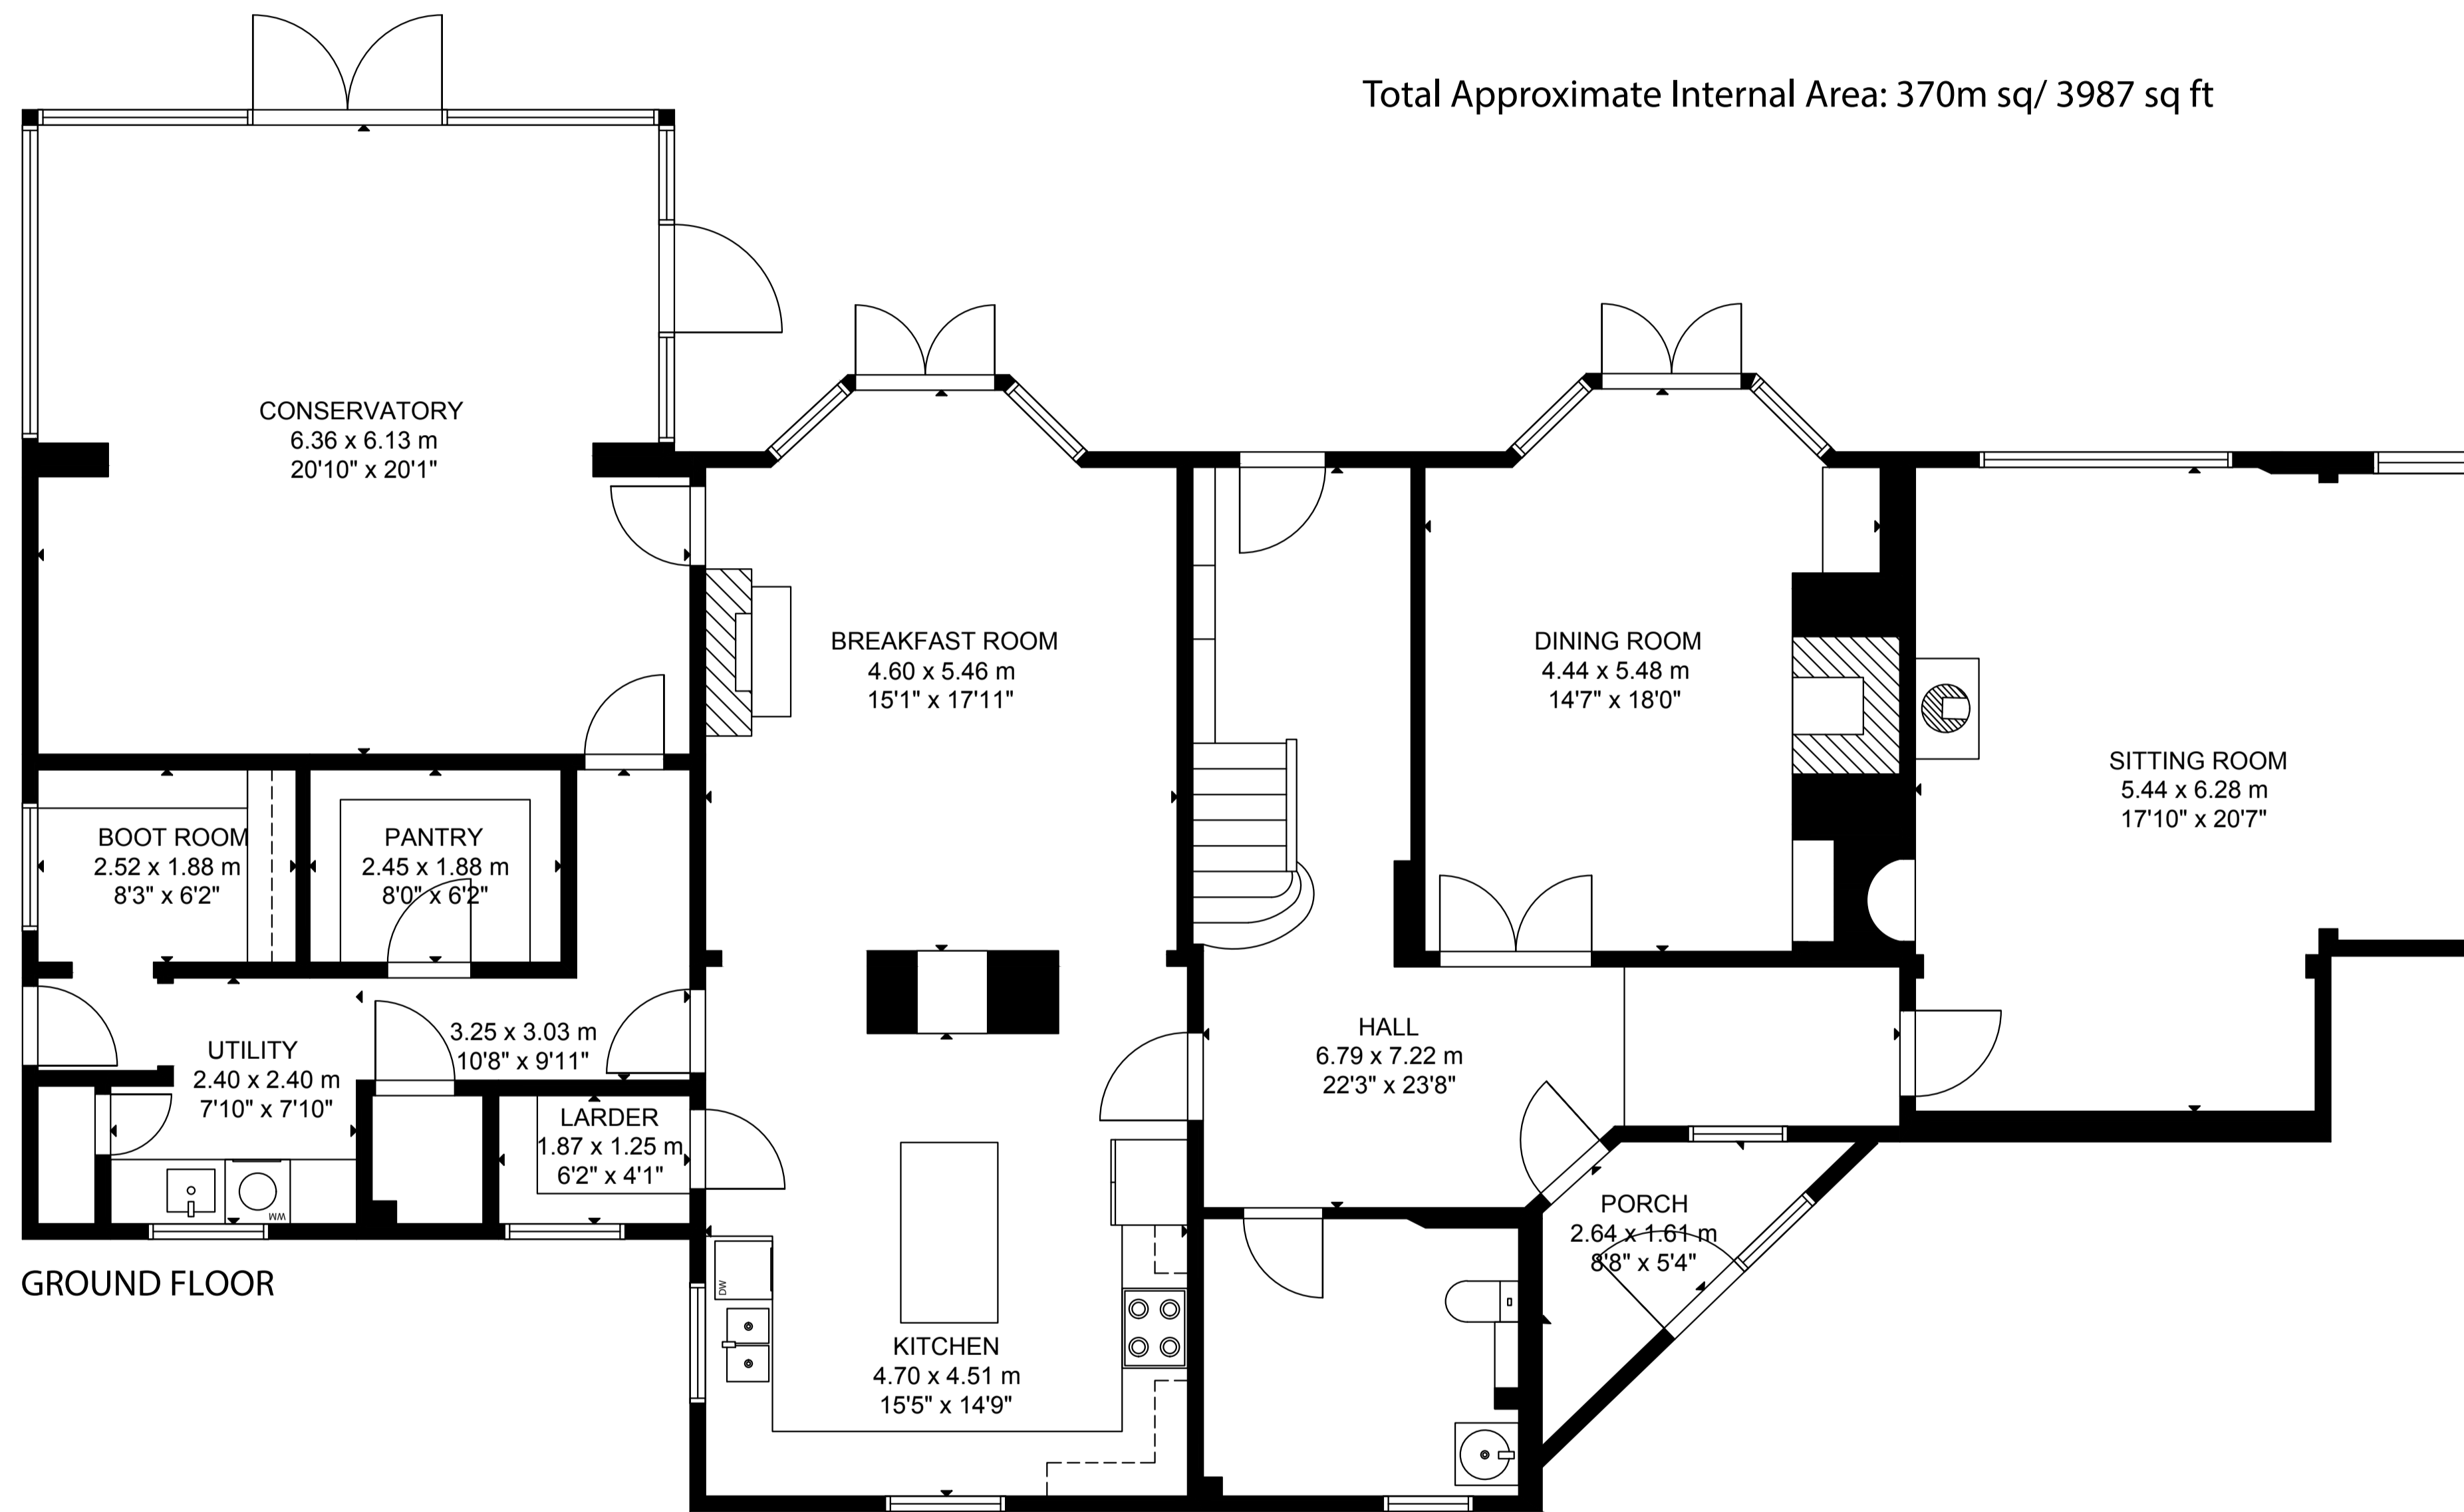 Total Approximate Internal Area: 370m sq/ 3987 sq ft
CONSERVATORY
6.36 x 6.13 m
20'10" x 20'1"
BREAKFAST ROOM
4.60 x 5.46 m
15'1" x 17'11"
DINING ROOM
4.44 x 5.48 m
14'7" x 18'0"
SITTING ROOM
5.44 x 6.28 m
17'10" x 20'7"
BOOT ROOM
2.52 x 1.88 m
8'3" x 6'2"
PANTRY
2.45 x 1.88 m
8'0" x 6'2"
3.25 x 3.03 m
10'8" x 9'11"
UTILITY
2.40 x 2.40 m
7'10" x 7'10"
HALL
6.79 x 7.22 m
22'3" x 23'8"
LARDER
1.87 x 1.25 m
6'2" x 4'1"
PORCH
2.64 x 1.61 m
8'8" x 5'4"
WM
GROUND FLOOR
DW
KITCHEN
4.70 x 4.51 m
15'5" x 14'9"